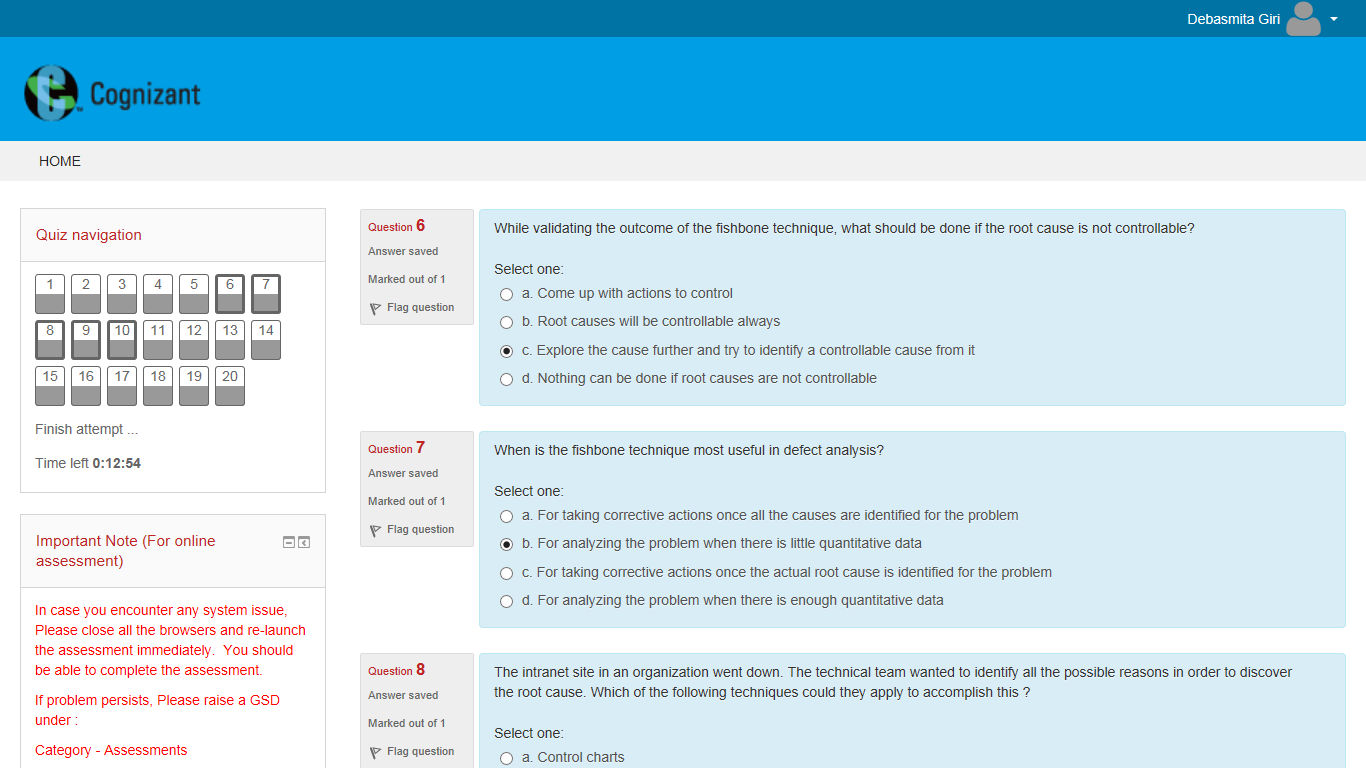 Debasmita Giri
Cognizant
HOME
Quiz navigation
1 2 3 4 5 6 7
8 9 10 11 12 13 14
15 16 17 18 19 20
Finish attempt ...
Time left 0:12:54
Important Note (For online
assessment)
In case you encounter any system issue,
Please close all the browsers and re-launch
the assessment immediately. You should
be able to complete the assessment.
If problem persists, Please raise a GSD
under :
Category - Assessments
Question 6
Answer saved
Marked out of 1
Flag question
While validating the outcome of the fishbone technique, what should be done if the root cause is not controllable?
Select one:
a. Come up with actions to control
b. Root causes will be controllable always
c. Explore the cause further and try to identify a controllable cause from it
d. Nothing can be done if root causes are not controllable
Question 7
Answer saved
Marked out of 1
Flag question
When is the fishbone technique most useful in defect analysis?
Select one:
a. For taking corrective actions once all the causes are identified for the problem
b. For analyzing the problem when there is little quantitative data
c. For taking corrective actions once the actual root cause is identified for the problem
d. For analyzing the problem when there is enough quantitative data
Question 8
Answer saved
Marked out of 1
Flag question
The intranet site in an organization went down. The technical team wanted to identify all the possible reasons in order to discover
the root cause. Which of the following techniques could they apply to accomplish this ?
Select one:
a. Control charts